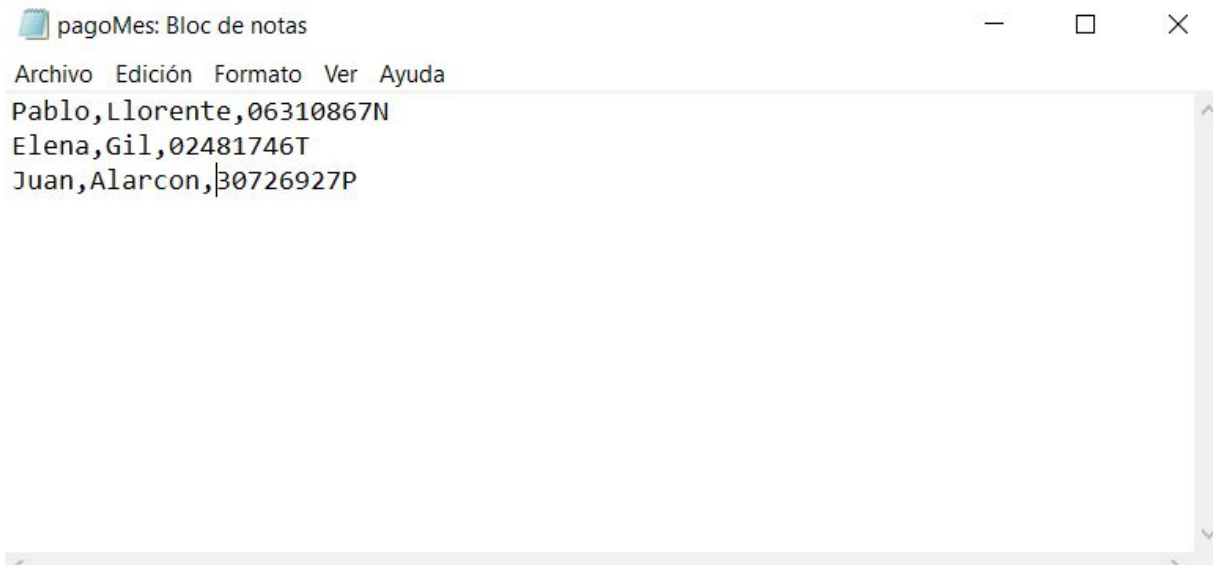 pagoMes: Bloc de notas
Archivo Edición Formato Ver Ayuda
Pablo,Llorente,06310867N
Elena,Gil,02481746T
Juan,Alarcon,30726927P